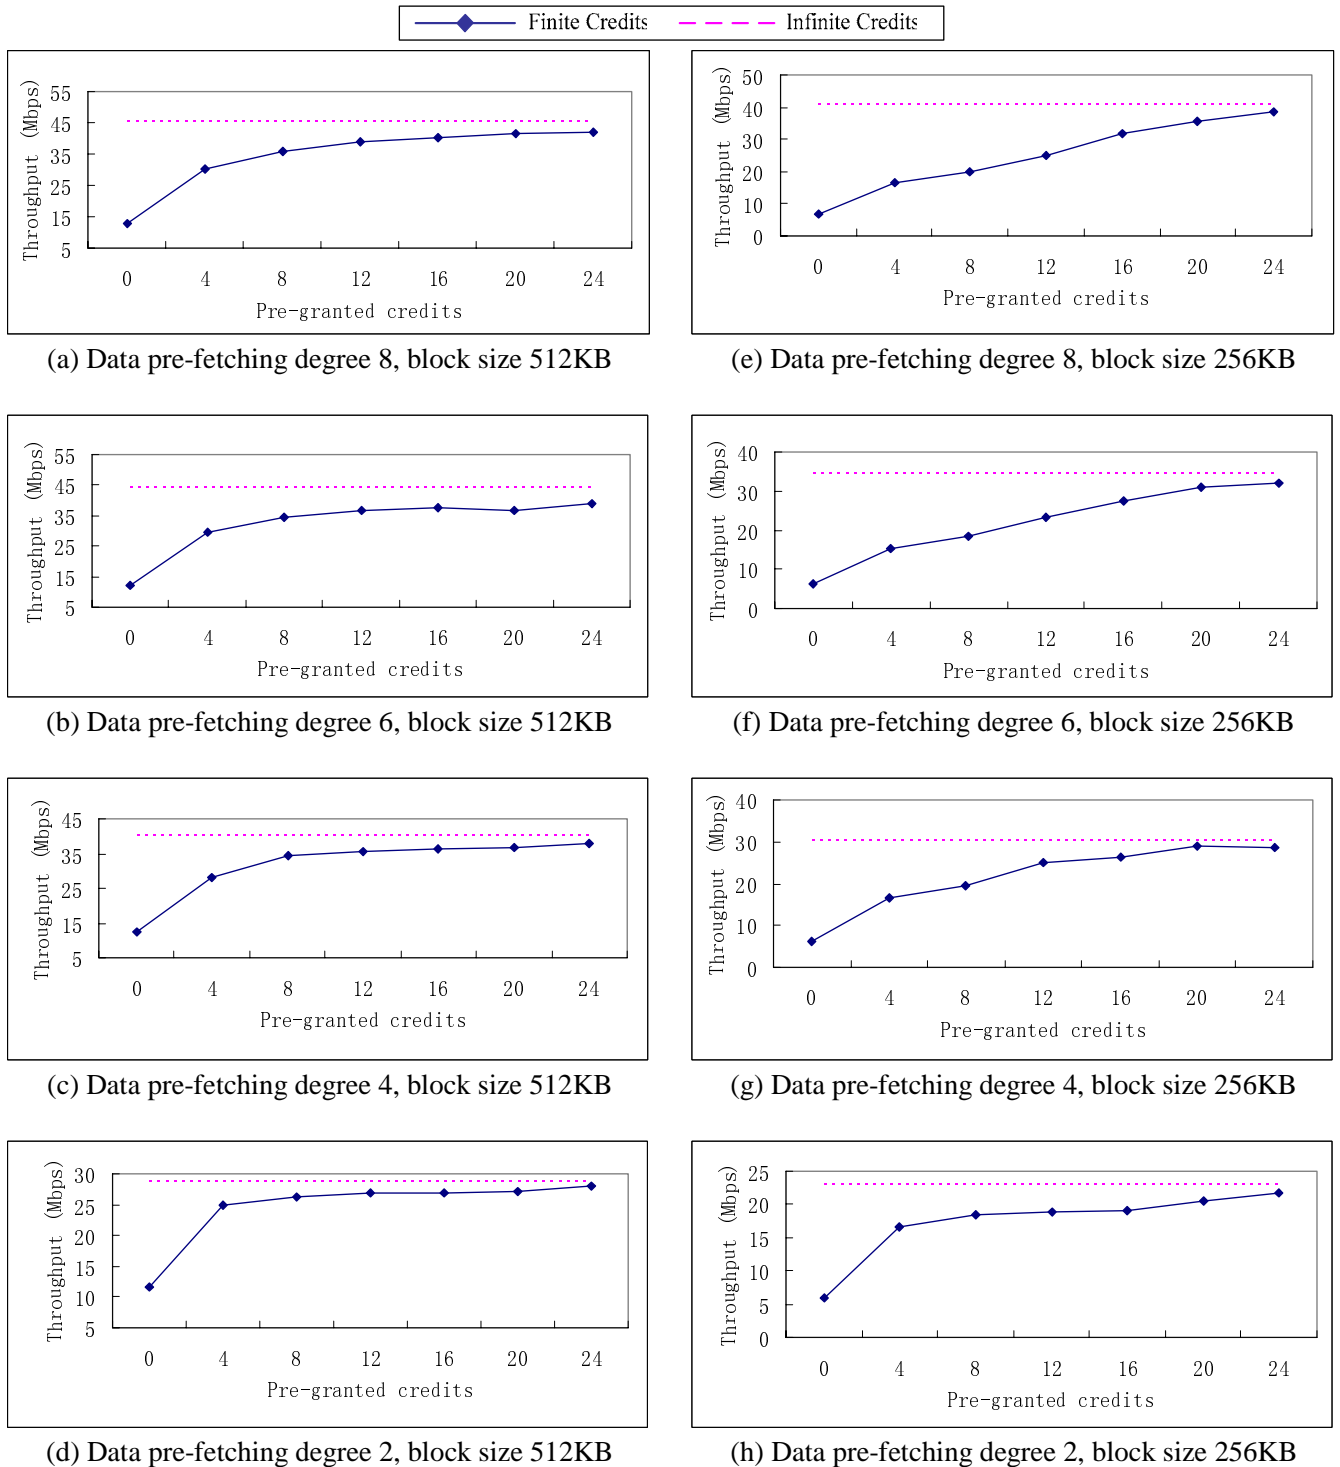 Finite Credits Infinite Credits
Throughput (Mbps)
55
45
35
25
15
5
0 4 8 12 16 20 24
Pre-granted credits
(a) Data pre-fetching degree 8, block size 512KB
Throughput (Mbps)
50
40
30
20
10
0
0 4 8 12 16 20 24
Pre-granted credits
(e) Data pre-fetching degree 8, block size 256KB
Throughput (Mbps)
55
45
35
25
15
5
0 4 8 12 16 20 24
Pre-granted credits
(b) Data pre-fetching degree 6, block size 512KB
Throughput (Mbps)
40
30
20
10
0
0 4 8 12 16 20 24
Pre-granted credits
(f) Data pre-fetching degree 6, block size 256KB
Throughput (Mbps)
45
35
25
15
5
0 4 8 12 16 20 24
Pre-granted credits
(c) Data pre-fetching degree 4, block size 512KB
Throughput (Mbps)
40
30
20
10
0
0 4 8 12 16 20 24
Pre-granted credits
(g) Data pre-fetching degree 4, block size 256KB
Throughput (Mbps)
30
25
20
15
10
5
0 4 8 12 16 20 24
Pre-granted credits
(d) Data pre-fetching degree 2, block size 512KB
Throughput (Mbps)
25
20
15
10
5
0
0 4 8 12 16 20 24
Pre-granted credits
(h) Data pre-fetching degree 2, block size 256KB